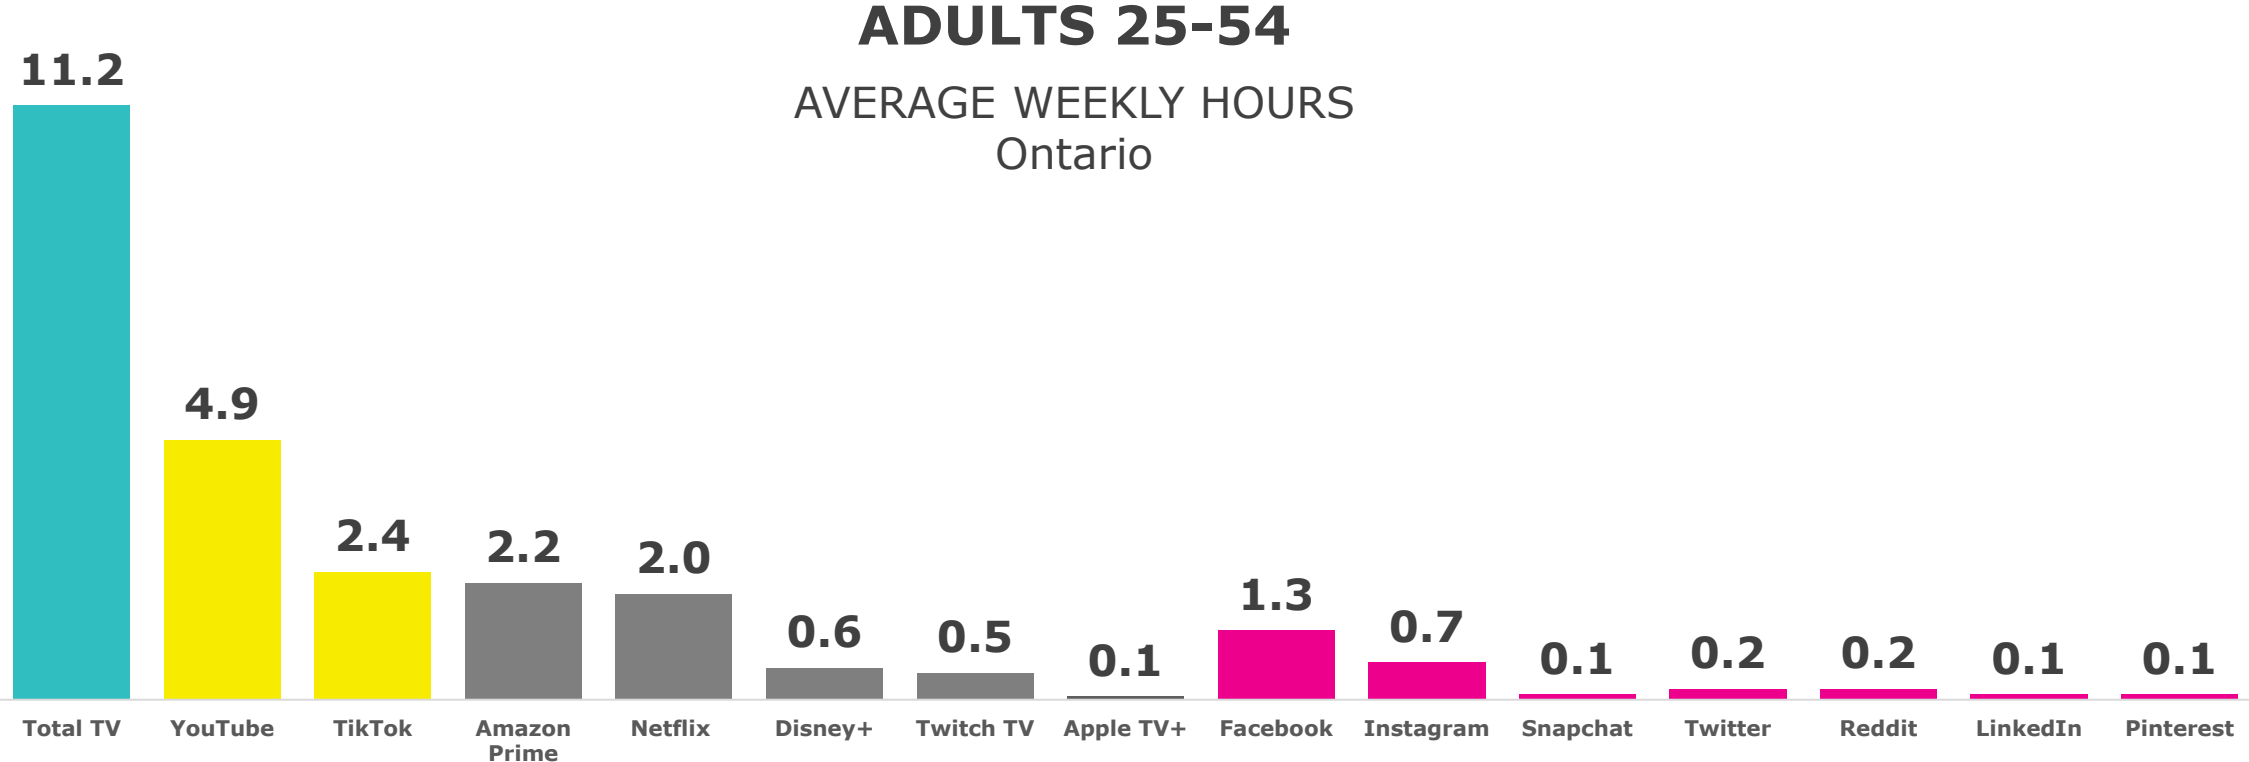 ADULTS 25-54
AVERAGE WEEKLY HOURS
Ontario
11.2
4.9
2.4
2.2
2.0
0.6
0.5
0.1
1.3
0.7
0.1
0.2
0.2
0.1
0.1
Total TV
YouTube
TikTok
Amazon
Prime
Netflix
Disney+
Twitch TV
Apple TV+
Facebook
Instagram
Snapchat
Twitter
Reddit
LinkedIn
Pinterest